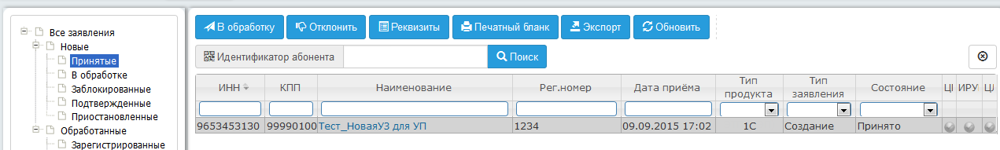 Все заявления
Новые
Принятые
В обработке
Заблокированные
Подтвержденные
Приостановленные
Обработанные
Зарегистрированные
В обработку Отклонить Реквизиты Печатный бланк Экспорт Обновить
Идентификатор абонента Поиск
ИНН КПП Наименование Рег.номер Дата приёма Тип продукта Тип заявления Состояние ЦІ ИРУ ЦЛ
9653453130 99990100 Тест_НоваяУЗ для УП 1234 09.09.2015 17:02 1С Создание Принято